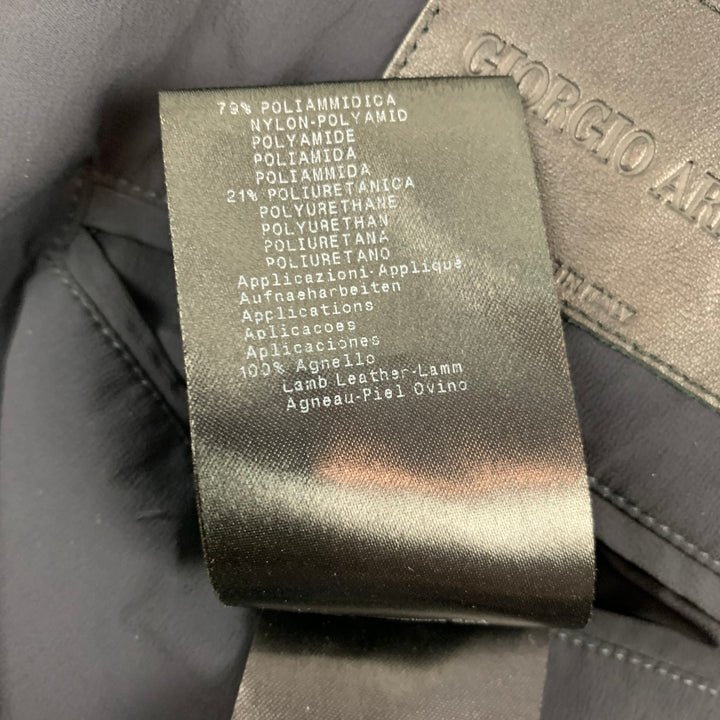 79% POLIAMMIDICA
NYLON-POLYAMID
POLYAMIDE
POLIAMIDA
POLIAMMIDA
21% POLIURETANICA
POLYURETHANE
POLYURETHAN
POLIURETANA
POLIURETANO
Applicazioni-Appliqué
Aufnaeharbeiten
Applications
Aplicacoes
Aplicaciones
100% Agnello
Lamb Leather-Lamm
Agneau-Piel Ovino
GIORGIO AR